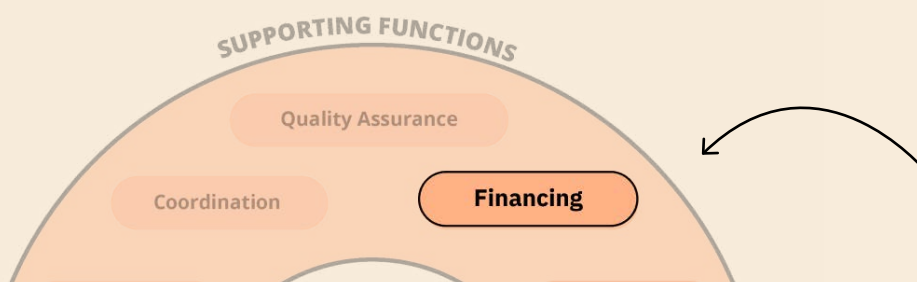 SUPPORTING FUNCTIONS
Quality Assurance
Coordination
Financing